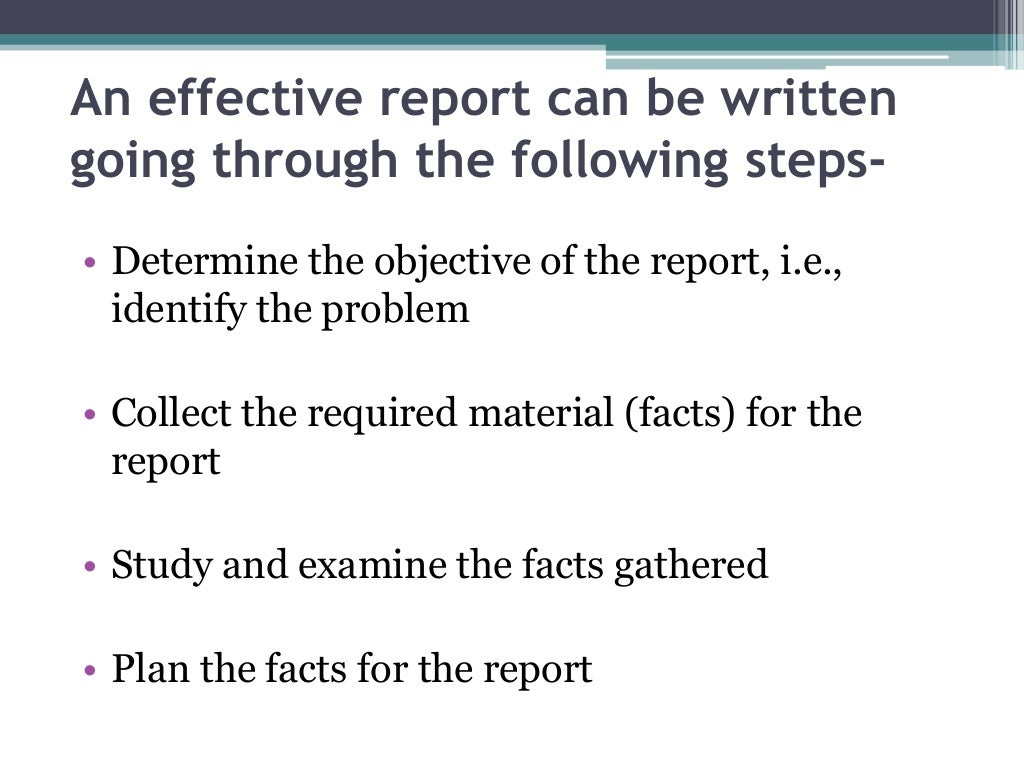 An effective report can be written
going through the following steps-
• Determine the objective of the report, i.e.,
identify the problem
• Collect the required material (facts) for the
report
• Study and examine the facts gathered
• Plan the facts for the report